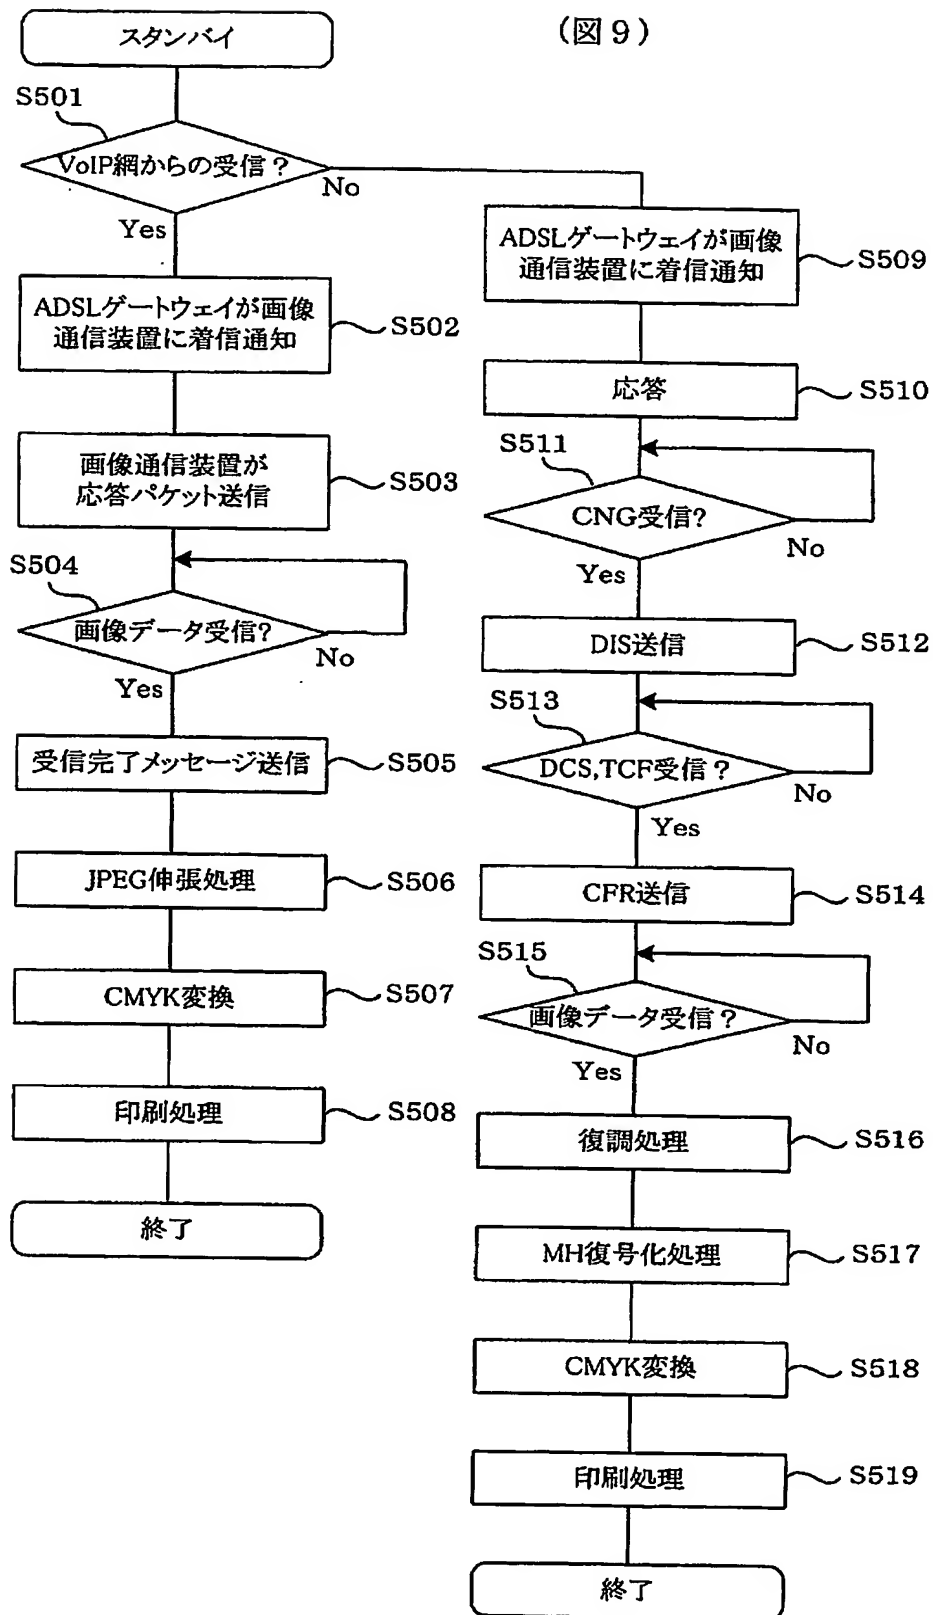 (図9)
スタンバイ
S501
VoIP網からの受信?
No
Yes
ADSLゲートウェイが画像
通信装置に着信通知
S502
画像通信装置が
応答パケット送信
S503
S504
画像データ受信?
No
Yes
受信完了メッセージ送信
S505
JPEG伸張処理
S506
CMYK変換
S507
印刷処理
S508
終了
ADSLゲートウェイが画像
通信装置に着信通知
S509
応答
S510
S511
CNG受信?
No
Yes
DIS送信
S512
S513
DCS,TCF受信?
No
Yes
CFR送信
S514
S515
画像データ受信?
No
Yes
復調処理
S516
MH復号化処理
S517
CMYK変換
S518
印刷処理
S519
終了